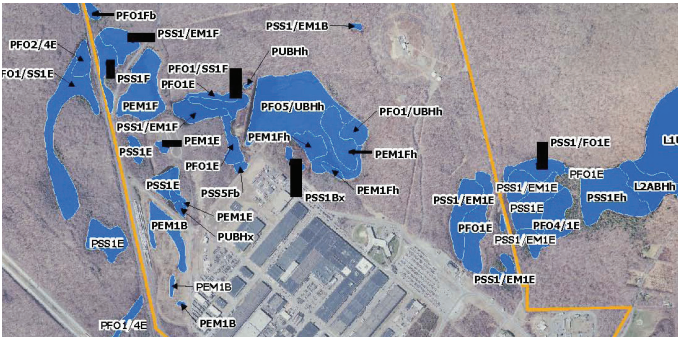 PFO1Fb
PSS1/EM1F
PSS1/EM1B
PFO2/4E
PUBHh
PFO1/SS1F
PFO1/SS1E
PSS1F
PFO1E
PEM1F
PFO5/UBHh
PFO1/UBHh
PSS1/EM1F
PEM1E
PEM1Fh
PSS1/FO1E
PSS1E
PEM1Fh
PFO1E
PFO1E
PSS1E
PSS5Fb
PEM1Fh
PSS1/EM1E
L2ABHh
PSS1Bx
PSS1/EM1E
PSS1Eh
PEM1E
PSS1E
PEM1B
PFO1E
PFO4/1E
PUBHx
PSS1E
PSS1/EM1E
PSS1/EM1E
PEM1B
PEM1B
PFO1/4E